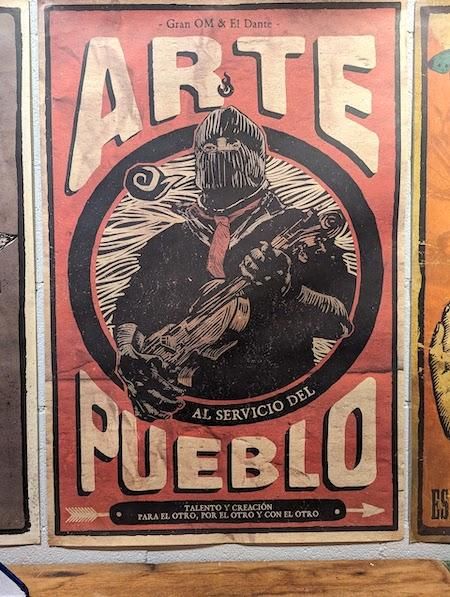 - Gran OM & El Dante -
ARTE
AL SERVICIO DEL
PUEBLO
TALENTO Y CREACIÓN
PARA EL OTRO, POR EL OTRO Y CON EL OTRO
ES